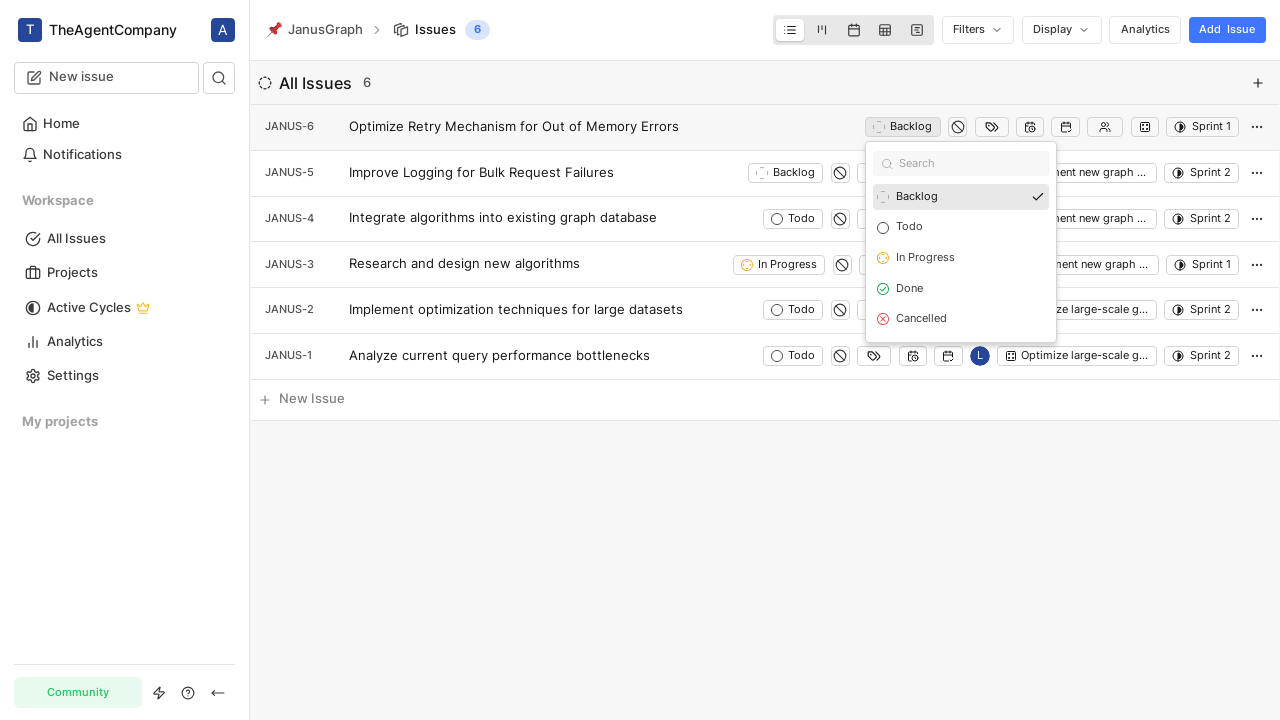 T TheAgentCompany A
New issue
Home
Notifications
Workspace
All Issues
Projects
Active Cycles
Analytics
Settings
My projects
Community
JanusGraph Issues 6
Filters Display Analytics Add Issue
All Issues 6
JANUS-6 Optimize Retry Mechanism for Out of Memory Errors Backlog Sprint 1
JANUS-5 Improve Logging for Bulk Request Failures Backlog new graph ... Sprint 2
JANUS-4 Integrate algorithms into existing graph database Todo new graph ... Sprint 2
JANUS-3 Research and design new algorithms In Progress new graph ... Sprint 1
JANUS-2 Implement optimization techniques for large datasets Todo large-scale g... Sprint 2
JANUS-1 Analyze current query performance bottlenecks Todo L Optimize large-scale g... Sprint 2
New Issue
Search
Backlog
Todo
In Progress
Done
Cancelled